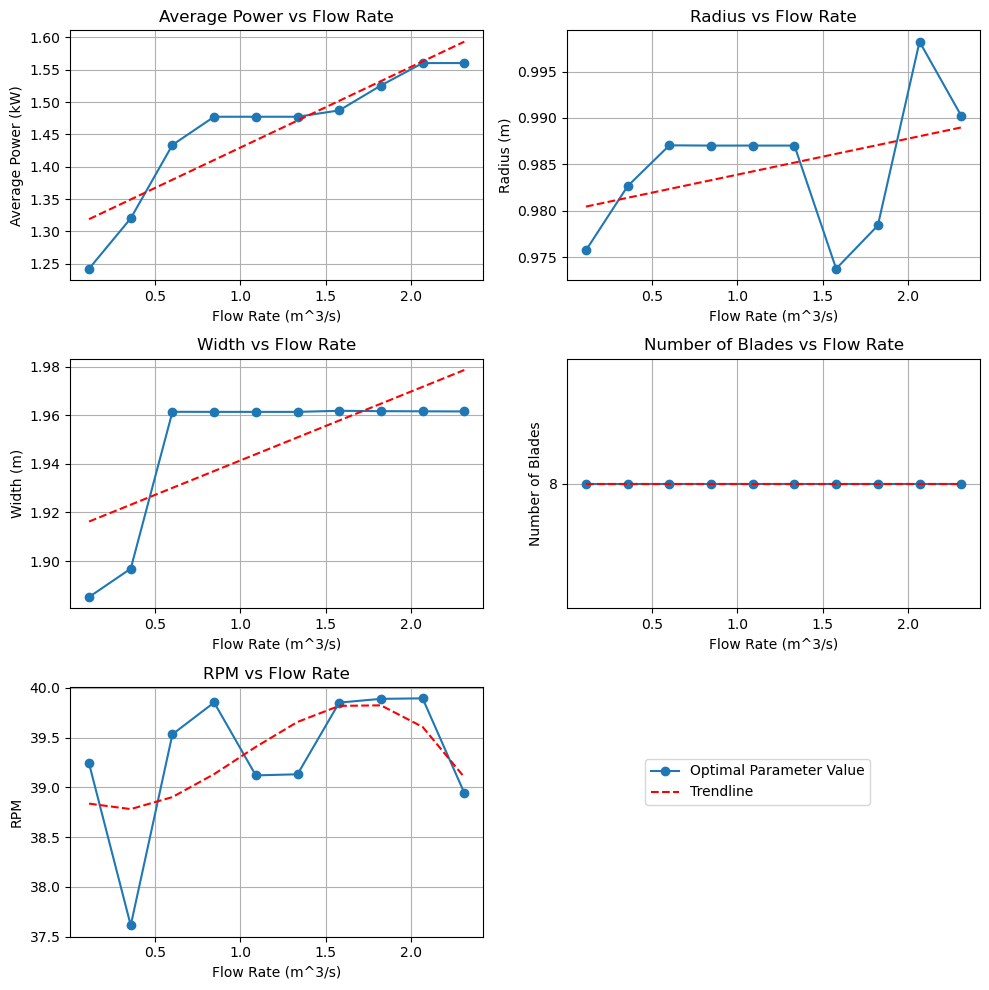 Average Power vs Flow Rate
Average Power (kW)
1.60
1.55
1.50
1.45
1.40
1.35
1.30
1.25
0.5 1.0 1.5 2.0
Flow Rate (m^3/s)
Radius vs Flow Rate
Radius (m)
0.995
0.990
0.985
0.980
0.975
0.5 1.0 1.5 2.0
Flow Rate (m^3/s)
Width vs Flow Rate
Width (m)
1.98
1.96
1.94
1.92
1.90
0.5 1.0 1.5 2.0
Flow Rate (m^3/s)
Number of Blades vs Flow Rate
Number of Blades
8
0.5 1.0 1.5 2.0
Flow Rate (m^3/s)
RPM vs Flow Rate
RPM
40.0
39.5
39.0
38.5
38.0
37.5
0.5 1.0 1.5 2.0
Flow Rate (m^3/s)
Optimal Parameter Value
Trendline